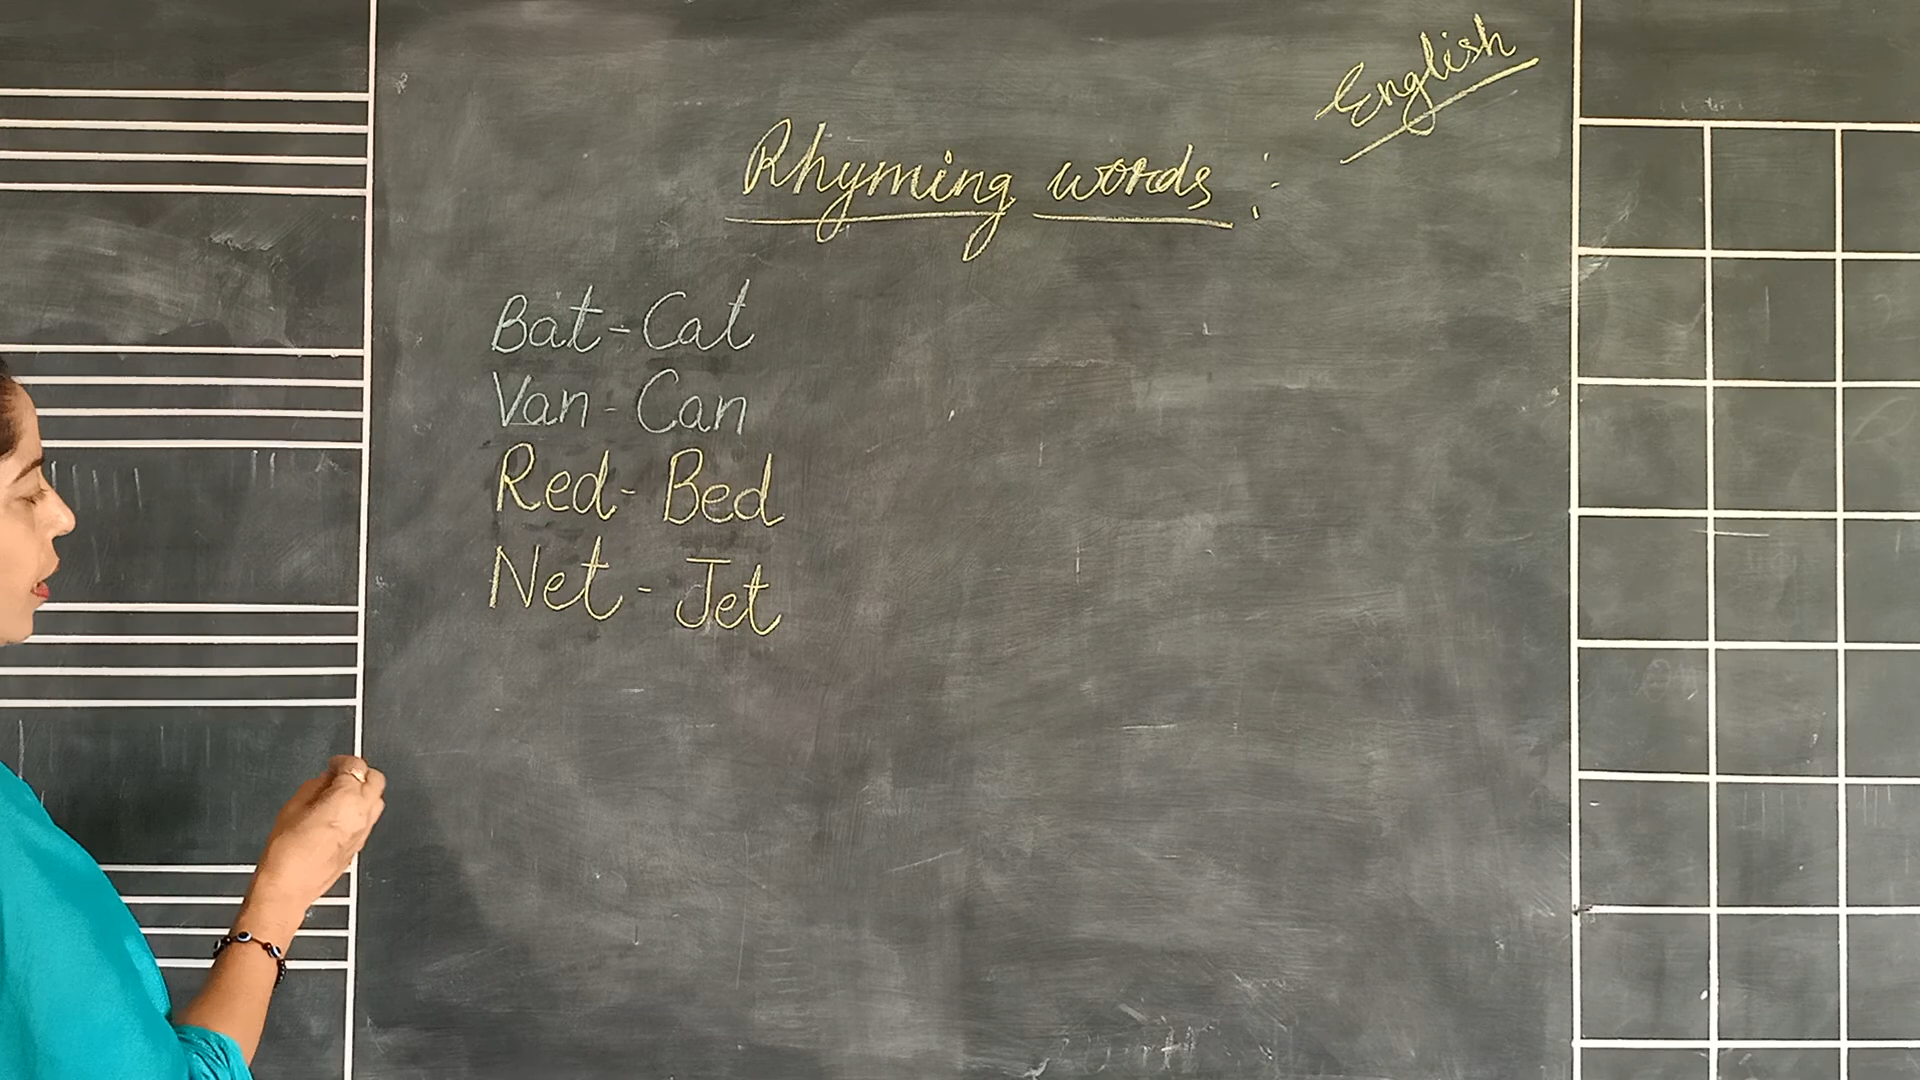 English
Rhyming words :
Bat - Cat
Van - Can
Red - Bed
Net - Jet